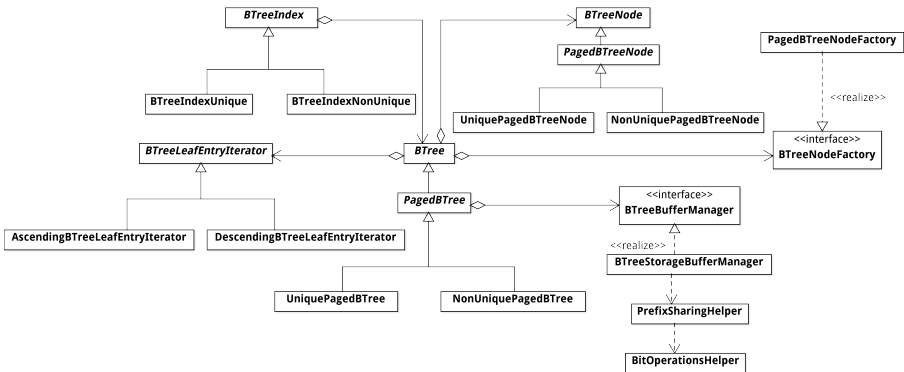 BTreeIndex
BTreeNode
PagedBTreeNodeFactory
PagedBTreeNode
BTreeIndexUnique
BTreeIndexNonUnique
<<realize>>
UniquePagedBTreeNode
NonUniquePagedBTreeNode
<<interface>>
BTreeNodeFactory
BTreeLeafEntryIterator
BTree
PagedBTree
<<interface>>
BTreeBufferManager
AscendingBTreeLeafEntryIterator
DescendingBTreeLeafEntryIterator
<<realize>>
BTreeStorageBufferManager
UniquePagedBTree
NonUniquePagedBTree
PrefixSharingHelper
BitOperationsHelper